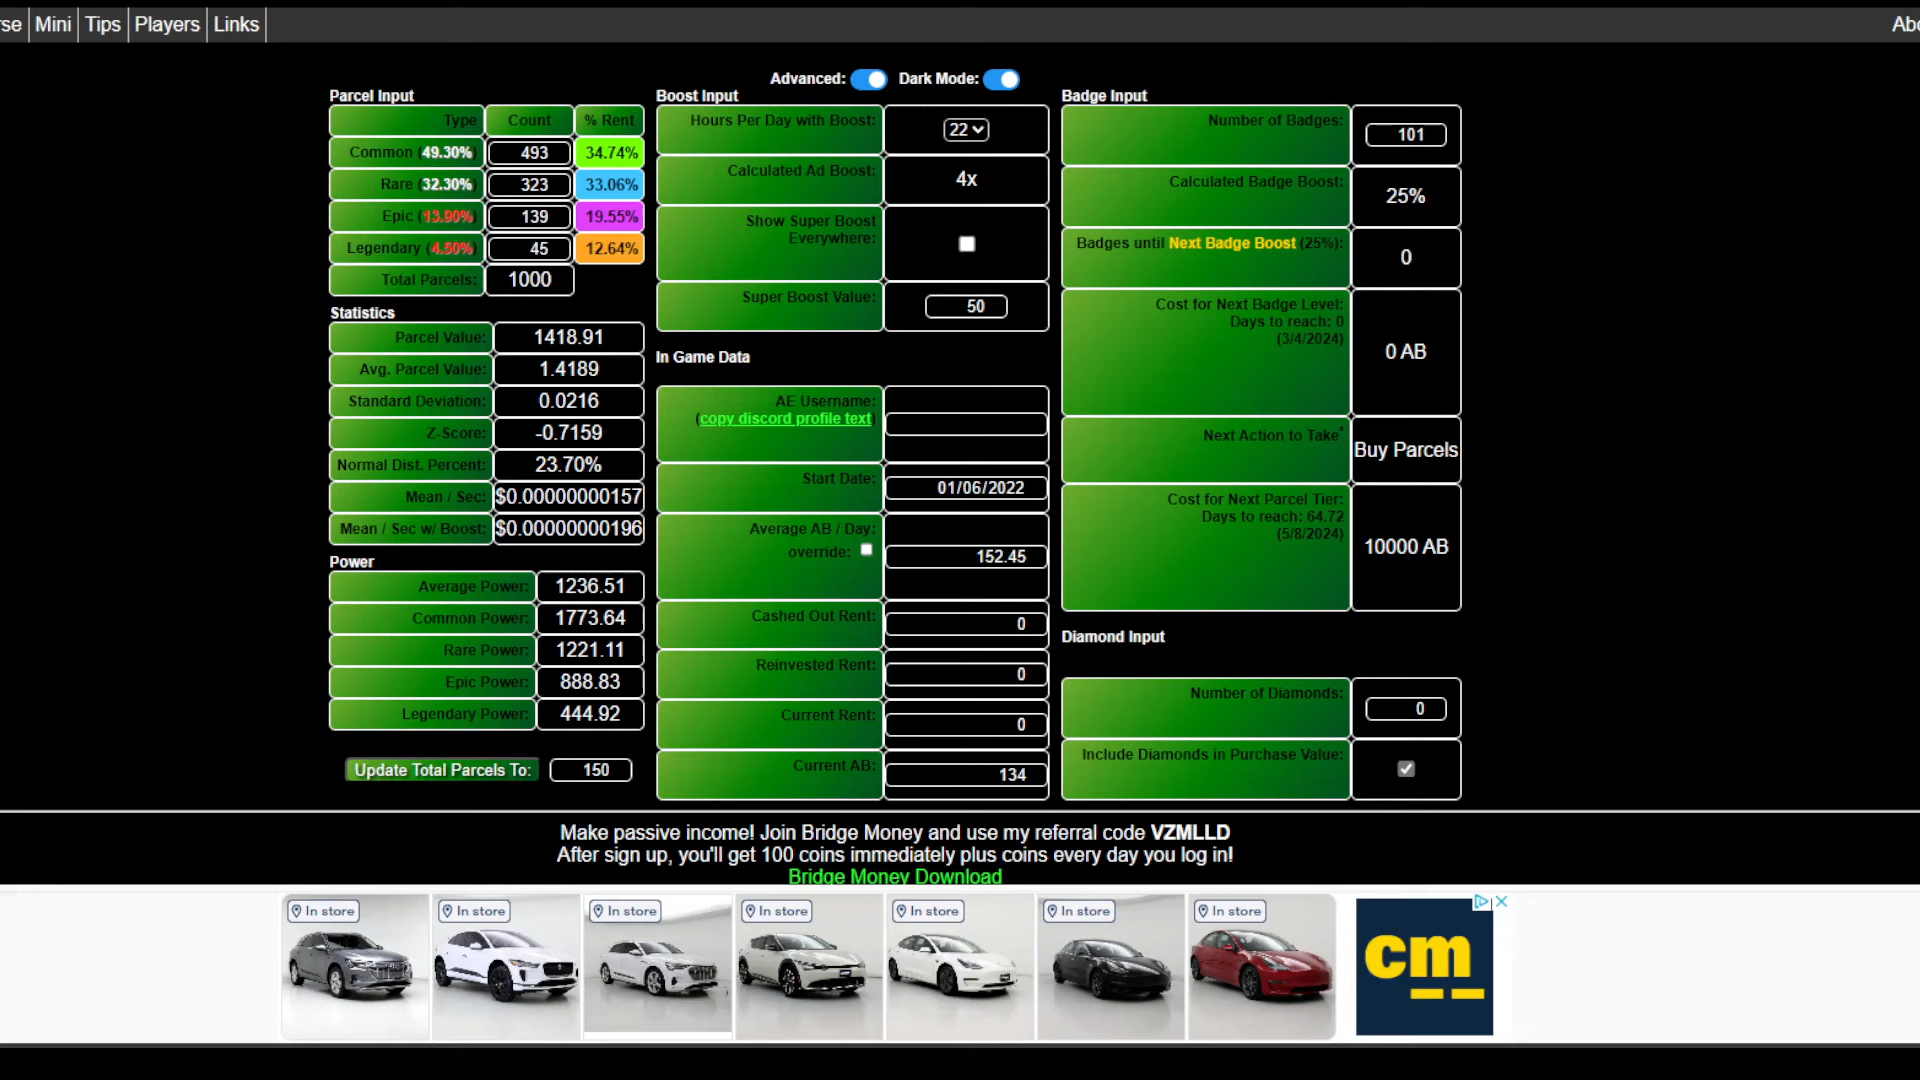 rse Mini Tips Players Links Abo
Advanced: Dark Mode:
Parcel Input
Type Count % Rent
Common (49.30%) 493 34.74%
Rare (32.30%) 323 33.06%
Epic (13.90%) 139 19.55%
Legendary (4.50%) 45 12.64%
Total Parcels: 1000
Statistics
Parcel Value: 1418.91
Avg. Parcel Value: 1.4189
Standard Deviation: 0.0216
Z-Score: -0.7159
Normal Dist. Percent: 23.70%
Mean / Sec: $0.00000000157
Mean / Sec w/ Boost: $0.00000000196
Power
Average Power: 1236.51
Common Power: 1773.64
Rare Power: 1221.11
Epic Power: 888.83
Legendary Power: 444.92
Update Total Parcels To: 150
Boost Input
Hours Per Day with Boost: 22
Calculated Ad Boost: 4x
Show Super Boost
Everywhere:
Super Boost Value: 50
In Game Data
AE Username:
(copy discord profile text)
Start Date: 01/06/2022
Average AB / Day:
override: 152.45
Cashed Out Rent: 0
Reinvested Rent: 0
Current Rent: 0
Current AB: 134
Badge Input
Number of Badges: 101
Calculated Badge Boost: 25%
Badges until Next Badge Boost (25%): 0
Cost for Next Badge Level:
Days to reach: 0
(3/4/2024)
0 AB
Next Action to Take* Buy Parcels
Cost for Next Parcel Tier:
Days to reach: 64.72
(5/8/2024)
10000 AB
Diamond Input
Number of Diamonds: 0
Include Diamonds in Purchase Value:
Make passive income! Join Bridge Money and use my referral code VZMLLD
After sign up, you'll get 100 coins immediately plus coins every day you log in!
Bridge Money Download
In store In store In store In store In store In store In store
cm